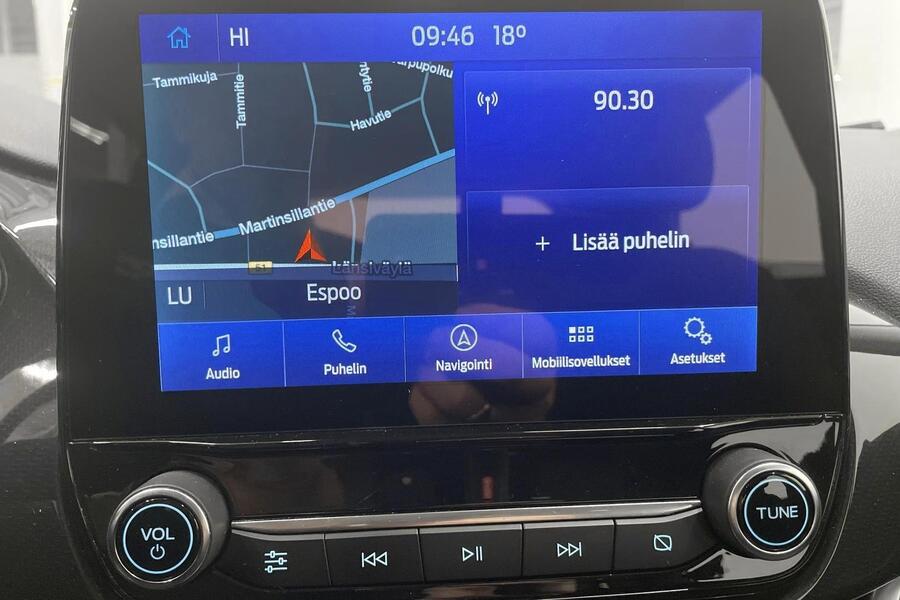 HI
09:46 18º
Tammikuja
Tammitie
Havutie
Martinsillantie
nsillantie
51
Länsiväylä
LU
Espoo
90.30
+ Lisää puhelin
Audio
Puhelin
Navigointi
Mobiilisovellukset
Asetukset
VOL
TUNE